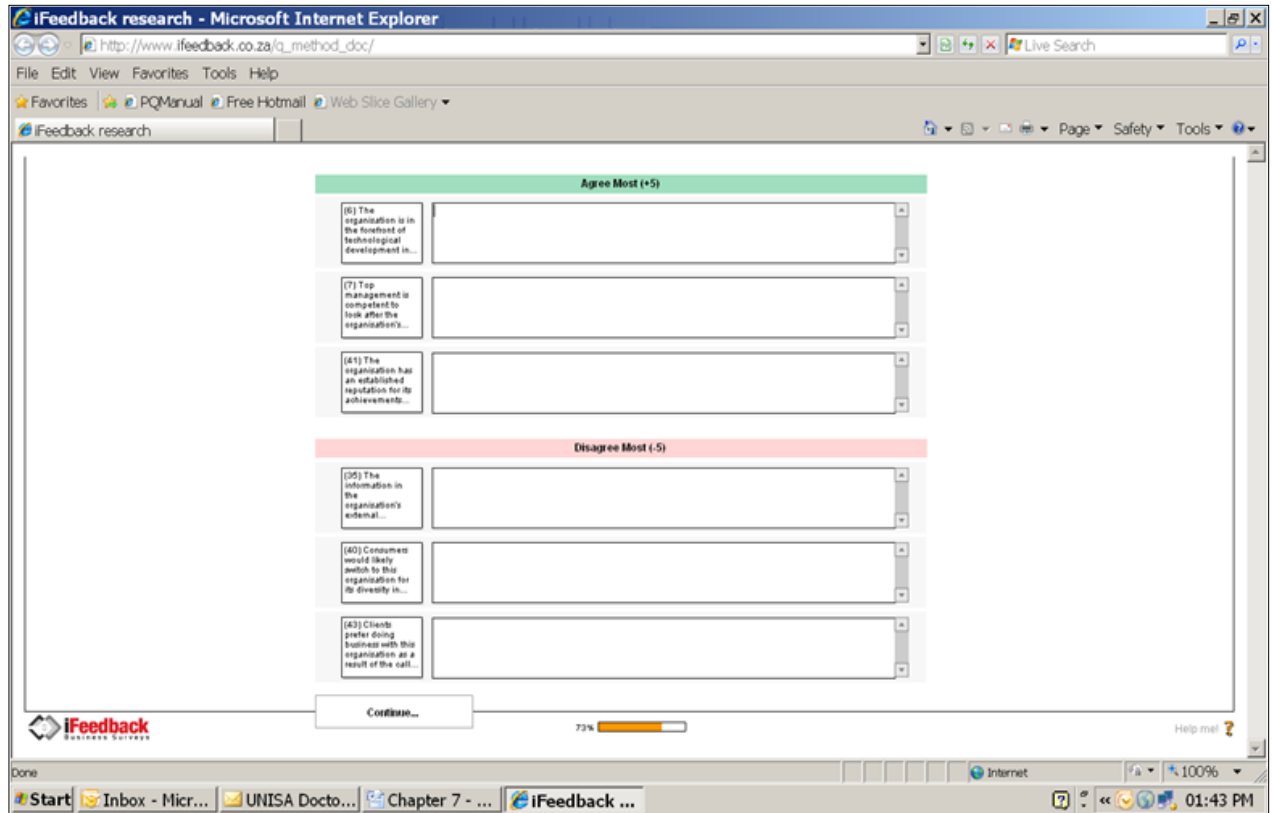 iFeedback research - Microsoft Internet Explorer
http://www.ifeedback.co.za/q_method_doc/
Live Search
File Edit View Favorites Tools Help
Favorites PQManual Free Hotmail Web Slice Gallery
iFeedback research
Page Safety Tools
Agree Most (+5)
(6) The
organisation is in
the forefront of
technological
development in...
(7) Top
management is
competent to
look after the
organisation's...
(41) The
organisation has
an established
reputation for its
achievements...
Disagree Most (-5)
(35) The
information in
the
organisation's
external...
(40) Consumers
would likely
switch to this
organisation for
its diversity in...
(43) Clients
prefer doing
business with this
organisation as a
result of the call...
Continue...
iFeedback
Business Surveys
73%
Help me!
Done
Internet
100%
Start
Inbox - Micr...
UNISA Docto...
Chapter 7 - ...
iFeedback ...
01:43 PM